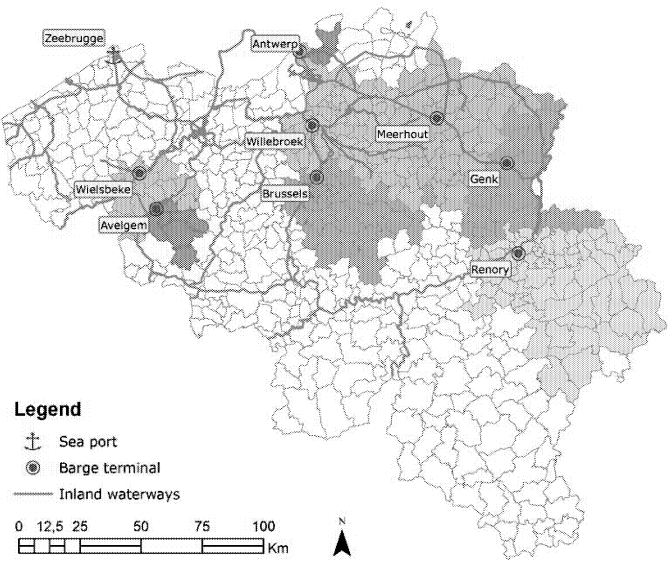 Zeebrugge
Antwerp
Willebroek
Meerhout
Wielsbeke
Brussels
Genk
Avelgem
Renory
Legend
Sea port
Barge terminal
Inland waterways
0 12,5 25 50 75 100
Km
N